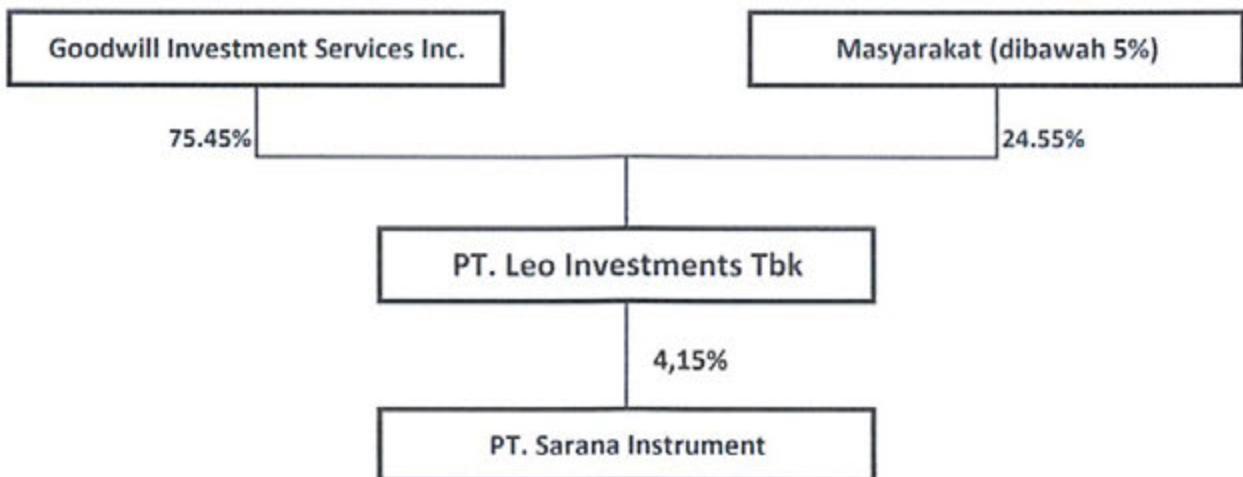 Goodwill Investment Services Inc.
Masyarakat (dibawah 5%)
75.45%
24.55%
PT. Leo Investments Tbk
4,15%
PT. Sarana Instrument